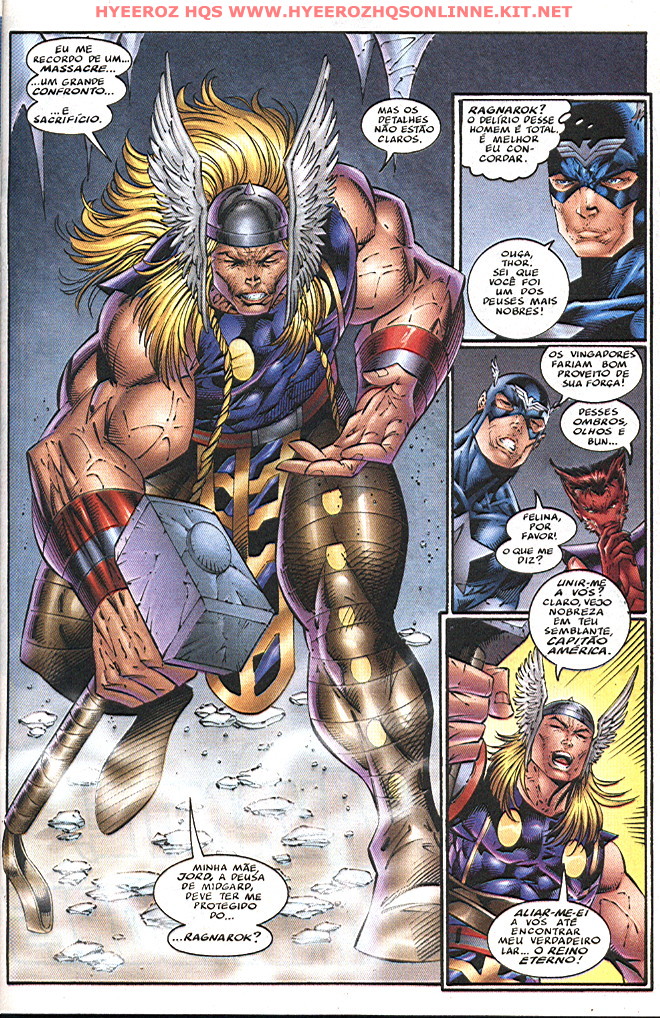 HYEEROZ HQS WWW.HYEEROZHQSONLINNE.KIT.NET
EU ME
RECORDO DE UM...
MASSACRE...
...UM GRANDE
CONFRONTO...
...E
SACRIFÍCIO.
MAS OS
DETALHES
NÃO ESTÃO
CLAROS.
MINHA MÃE,
JORD, A DEUSA
DE MIDGARD,
DEVE TER ME
PROTEGIDO
DO...
...RAGNAROK?
RAGNAROK?
O DELÍRIO DESSE
HOMEM É TOTAL.
É MELHOR
EU CON-
CORDAR.
OUÇA,
THOR.
SEI QUE
VOCÊ FOI
UM DOS
DEUSES MAIS
NOBRES!
OS VINGADORES
FARIAM BOM
PROVEITO DE
SUA FORÇA!
DESSES
OMBROS,
OLHOS E
BUN...
FELINA,
POR
FAVOR!
O QUE ME
DIZ?
UNIR-ME
A VÓS?
CLARO, VEJO
NOBREZA
EM TEU
SEMBLANTE,
CAPITÃO
AMÉRICA.
ALIAR-ME-EI
A VÓS ATÉ
ENCONTRAR
MEU VERDADEIRO
LAR... O REINO
ETERNO!